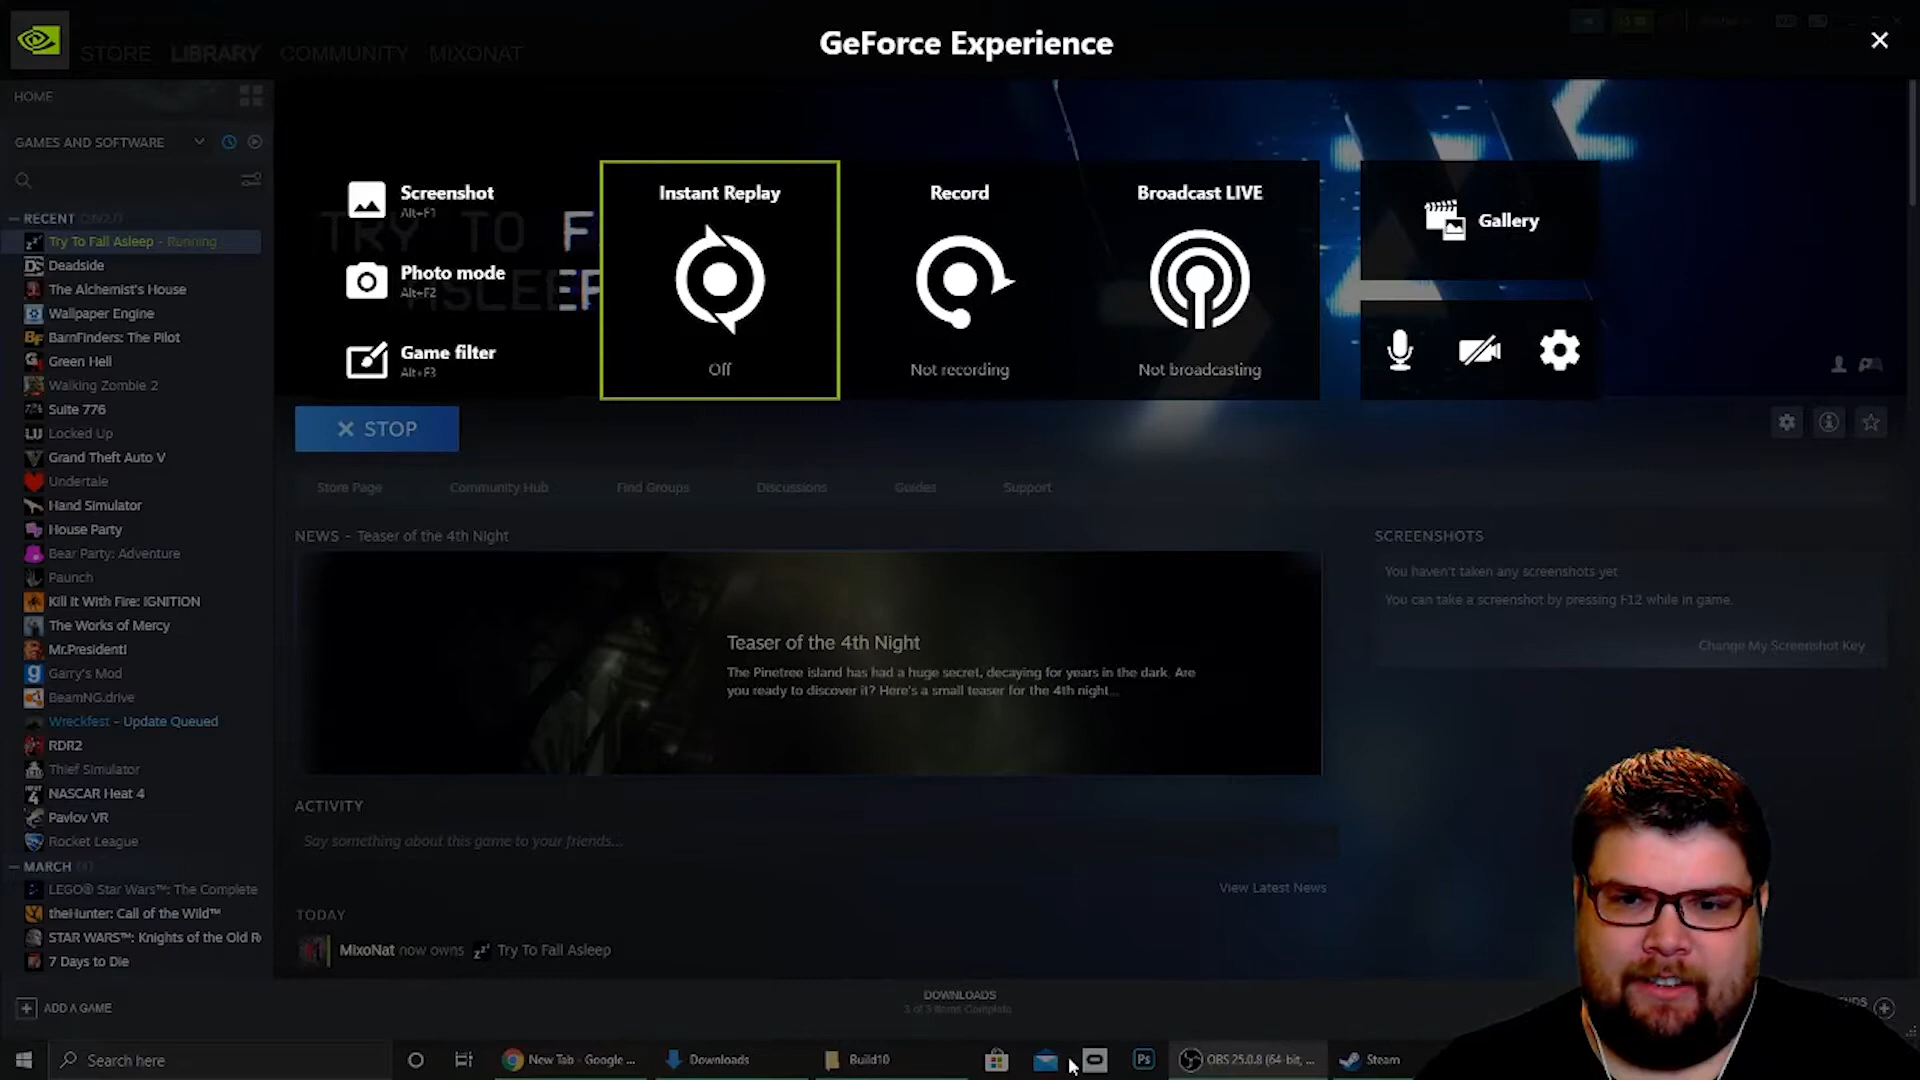 GeForce Experience
STORE LIBRARY COMMUNITY MIXONAT
HOME
GAMES AND SOFTWARE
RECENT
Try To Fall Asleep - Running
Deadside
The Alchemist's House
Wallpaper Engine
BarnFinders: The Pilot
Green Hell
Walking Zombie 2
Suite 776
Locked Up
Grand Theft Auto V
Undertale
Hand Simulator
House Party
Bear Party: Adventure
Paunch
Kill It With Fire: IGNITION
The Works of Mercy
Mr.President!
Garry's Mod
BeamNG.drive
Wreckfest - Update Queued
RDR2
Thief Simulator
NASCAR Heat 4
Pavlov VR
Rocket League
MARCH
LEGO® Star Wars™: The Complete
theHunter: Call of the Wild™
STAR WARS™: Knights of the Old R
7 Days to Die
ADD A GAME
TRY TO F
ASLEEP
Screenshot
Alt+F1
Photo mode
Alt+F2
Game filter
Alt+F3
Instant Replay
Off
Record
Not recording
Broadcast LIVE
Not broadcasting
Gallery
STOP
Store Page Community Hub Find Groups Discussions Guides Support
NEWS - Teaser of the 4th Night
Teaser of the 4th Night
The Pinetree island has had a huge secret, decaying for years in the dark. Are
you ready to discover it? Here's a small teaser for the 4th night...
SCREENSHOTS
You haven't taken any screenshots yet
You can take a screenshot by pressing F12 while in game.
Change My Screenshot Key
ACTIVITY
Say something about this game to your friends...
View Latest News
TODAY
MixoNat now owns Try To Fall Asleep
DOWNLOADS
3 of 3 Items Complete
Search here
New Tab - Google ...
Downloads
Build10
Ps
OBS 25.0.8 (64-bit, ...
Steam